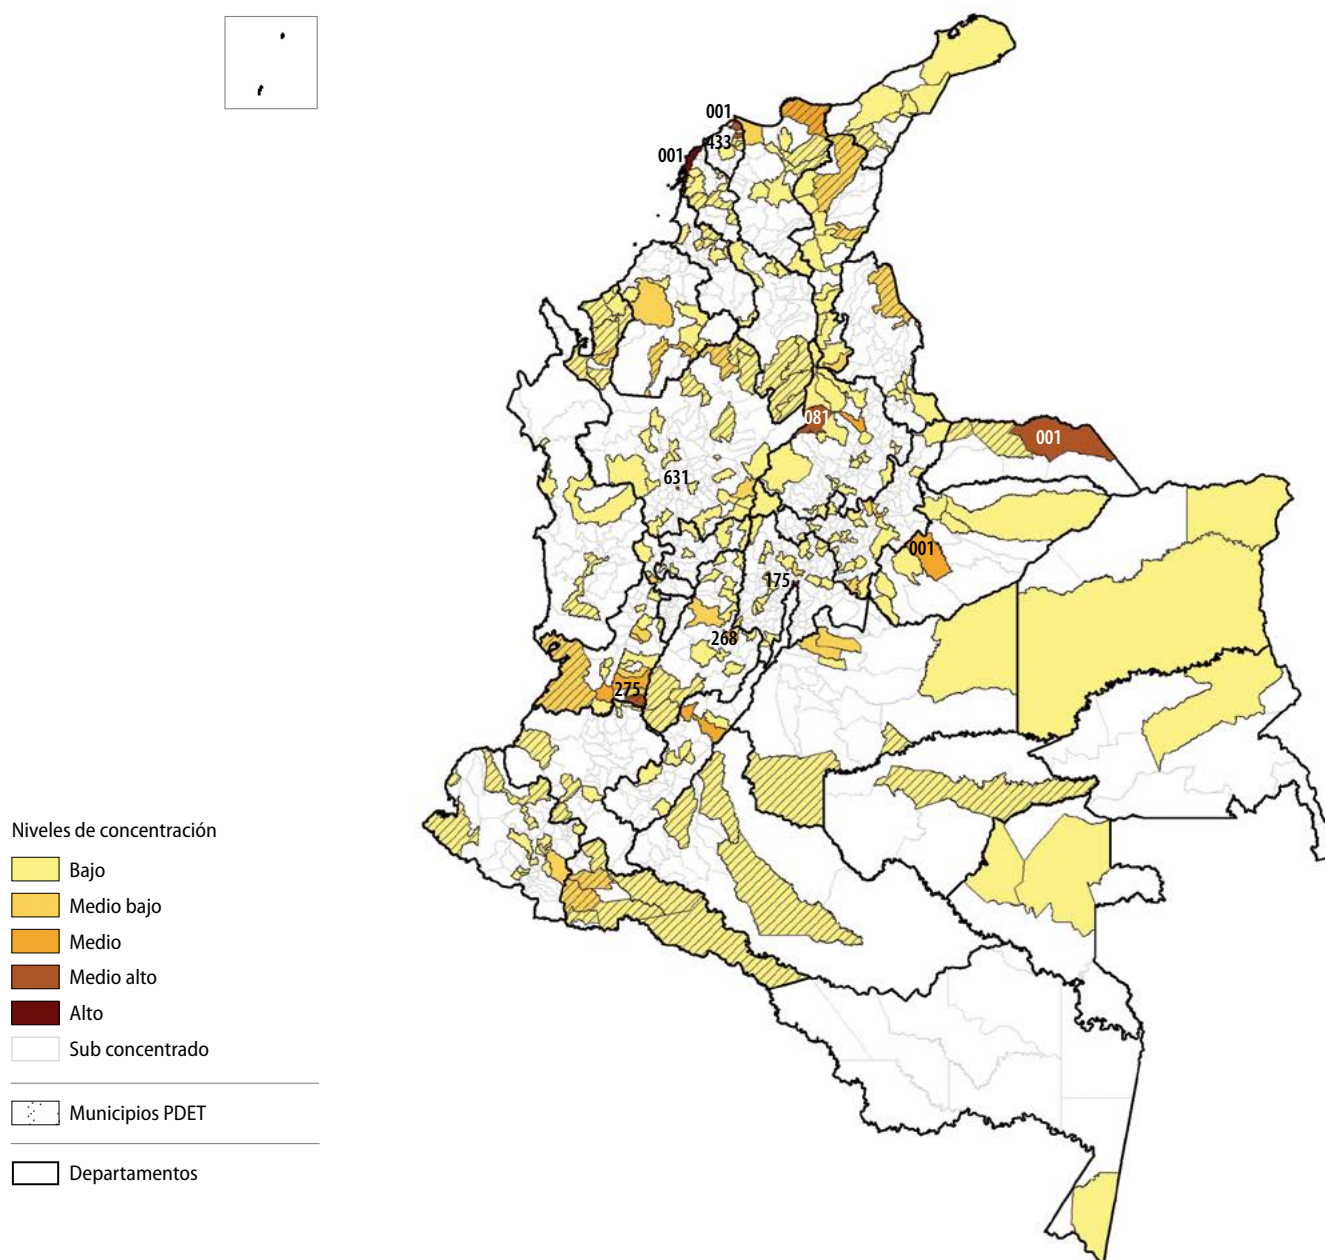 001
433
001
081
001
631
001
175
268
275
Niveles de concentración
Bajo
Medio bajo
Medio
Medio alto
Alto
Sub concentrado
Municipios PDET
Departamentos